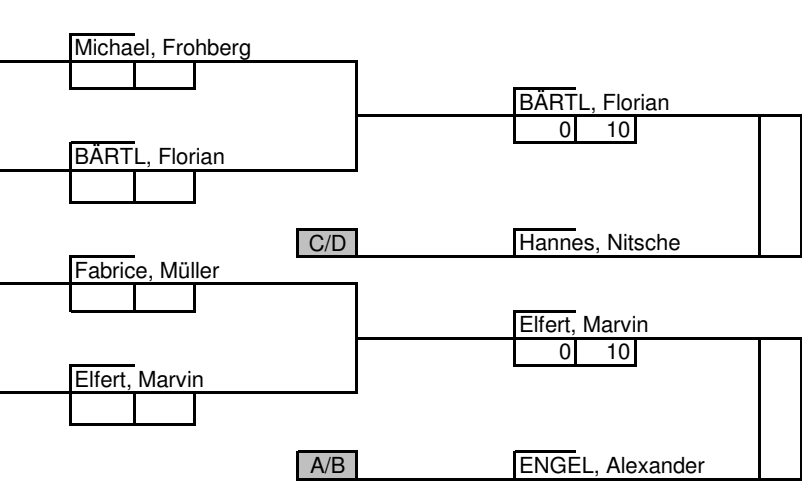 Michael, Frohberg
BÄRTL, Florian
0 10
BÄRTL, Florian
C/D Hannes, Nitsche
Fabrice, Müller
Elfert, Marvin
0 10
Elfert, Marvin
A/B ENGEL, Alexander